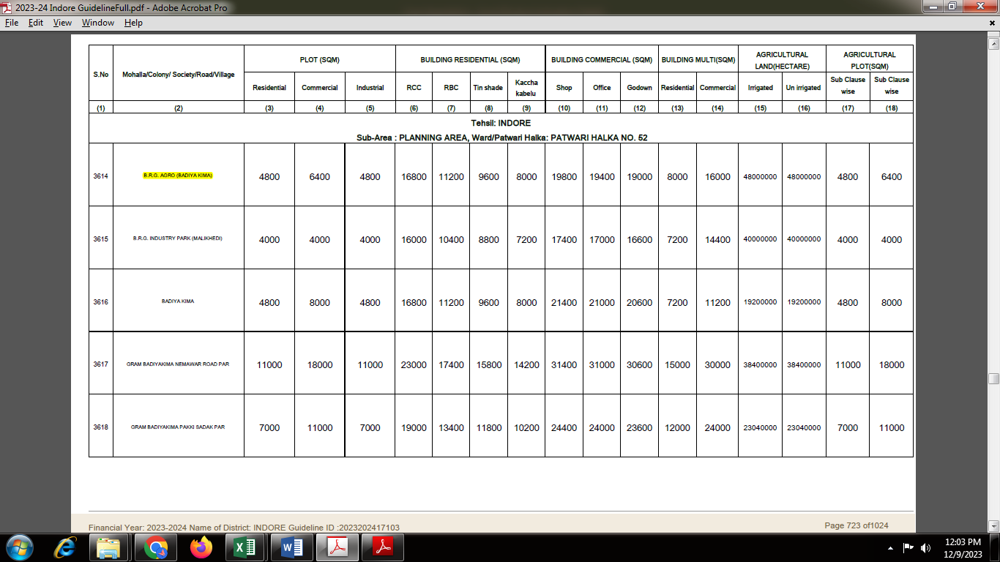 2023-24 Indore GuidelineFull.pdf - Adobe Acrobat Pro
File Edit View Window Help
S.No Mohalla/Colony/ Society/Road/Village PLOT (SQM) BUILDING RESIDENTIAL (SQM) BUILDING COMMERCIAL (SQM) BUILDING MULTI(SQM) AGRICULTURAL LAND(HECTARE) AGRICULTURAL PLOT(SQM)
Residential Commercial Industrial RCC RBC Tin shade Kaccha kabelu Shop Office Godown Residential Commercial Irrigated Un irrigated Sub Clause wise Sub Clause wise
(1) (2) (3) (4) (5) (6) (7) (8) (9) (10) (11) (12) (13) (14) (15) (16) (17) (18)
Tehsil: INDORE
Sub-Area : PLANNING AREA, Ward/Patwari Halka: PATWARI HALKA NO. 52
3614 B.R.G. AGRO (BADIYA KIMA) 4800 6400 4800 16800 11200 9600 8000 19800 19400 19000 8000 16000 48000000 48000000 4800 6400
3615 B.R.G. INDUSTRY PARK (MALIKHEDI) 4000 4000 4000 16000 10400 8800 7200 17400 17000 16600 7200 14400 40000000 40000000 4000 4000
3616 BADIYA KIMA 4800 8000 4800 16800 11200 9600 8000 21400 21000 20600 7200 11200 19200000 19200000 4800 8000
3617 GRAM BADIYAKIMA NEMAWAR ROAD PAR 11000 18000 11000 23000 17400 15800 14200 31400 31000 30600 15000 30000 38400000 38400000 11000 18000
3618 GRAM BADIYAKIMA PAKKI SADAK PAR 7000 11000 7000 19000 13400 11800 10200 24400 24000 23600 12000 24000 23040000 23040000 7000 11000
Financial Year: 2023-2024 Name of District: INDORE Guideline ID :2023202417103
Page 723 of1024
12:03 PM
12/9/2023